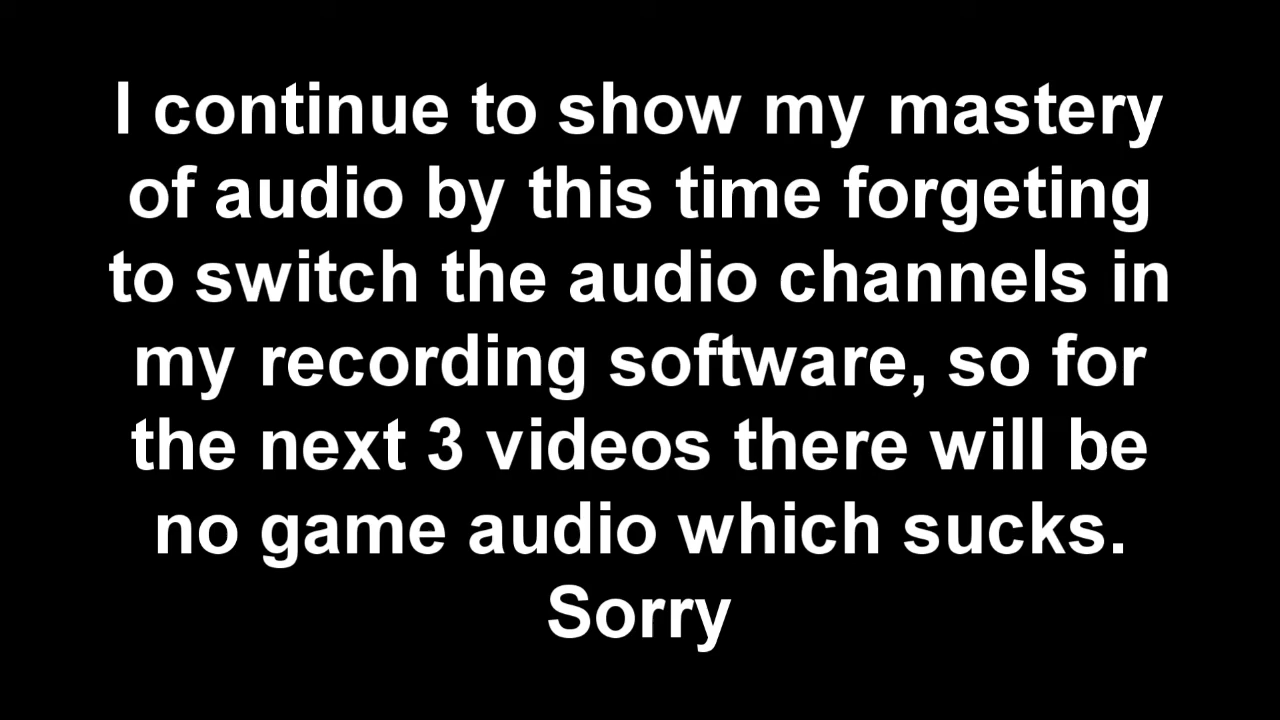 I continue to show my mastery
of audio by this time forgeting
to switch the audio channels in
my recording software, so for
the next 3 videos there will be
no game audio which sucks.
Sorry